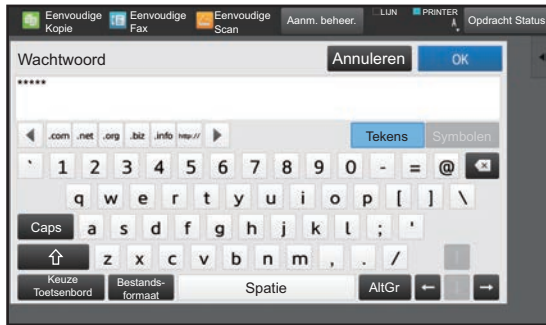 Eenvoudige Kopie
Eenvoudige Fax
Eenvoudige Scan
Aanm. beheer.
LIJN
PRINTER
Opdracht Status
Wachtwoord
Annuleren
OK
*****
.com .net .org .biz .info http://
Tekens
Symbolen
` 1 2 3 4 5 6 7 8 9 0 - = @
q w e r t y u i o p [ ] \
Caps a s d f g h j k l ; '
z x c v b n m , . /
Keuze Toetsenbord
Bestands-formaat
Spatie
AltGr